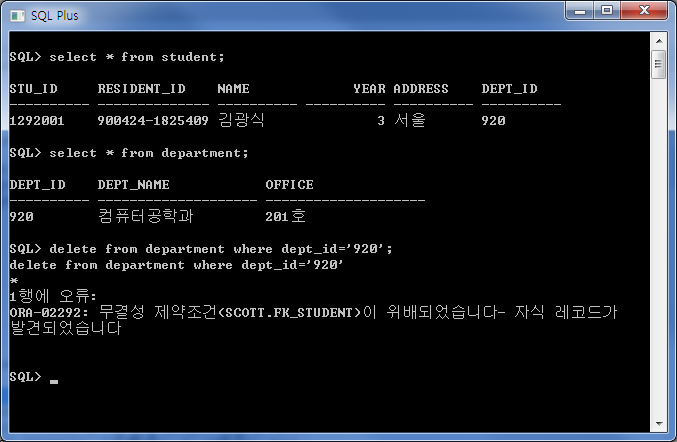 SQL Plus
SQL> select * from student;
STU_ID     RESIDENT_ID    NAME             YEAR ADDRESS    DEPT_ID
---------- -------------- ---------- ---------- ---------- ----------
1292001    900424-1825409 김광식              3 서울       920
SQL> select * from department;
DEPT_ID    DEPT_NAME            OFFICE
---------- -------------------- --------------------
920        컴퓨터공학과         201호
SQL> delete from department where dept_id='920';
delete from department where dept_id='920'
*
1행에 오류:
ORA-02292: 무결성 제약조건(SCOTT.FK_STUDENT)이 위배되었습니다- 자식 레코드가
발견되었습니다
SQL> _